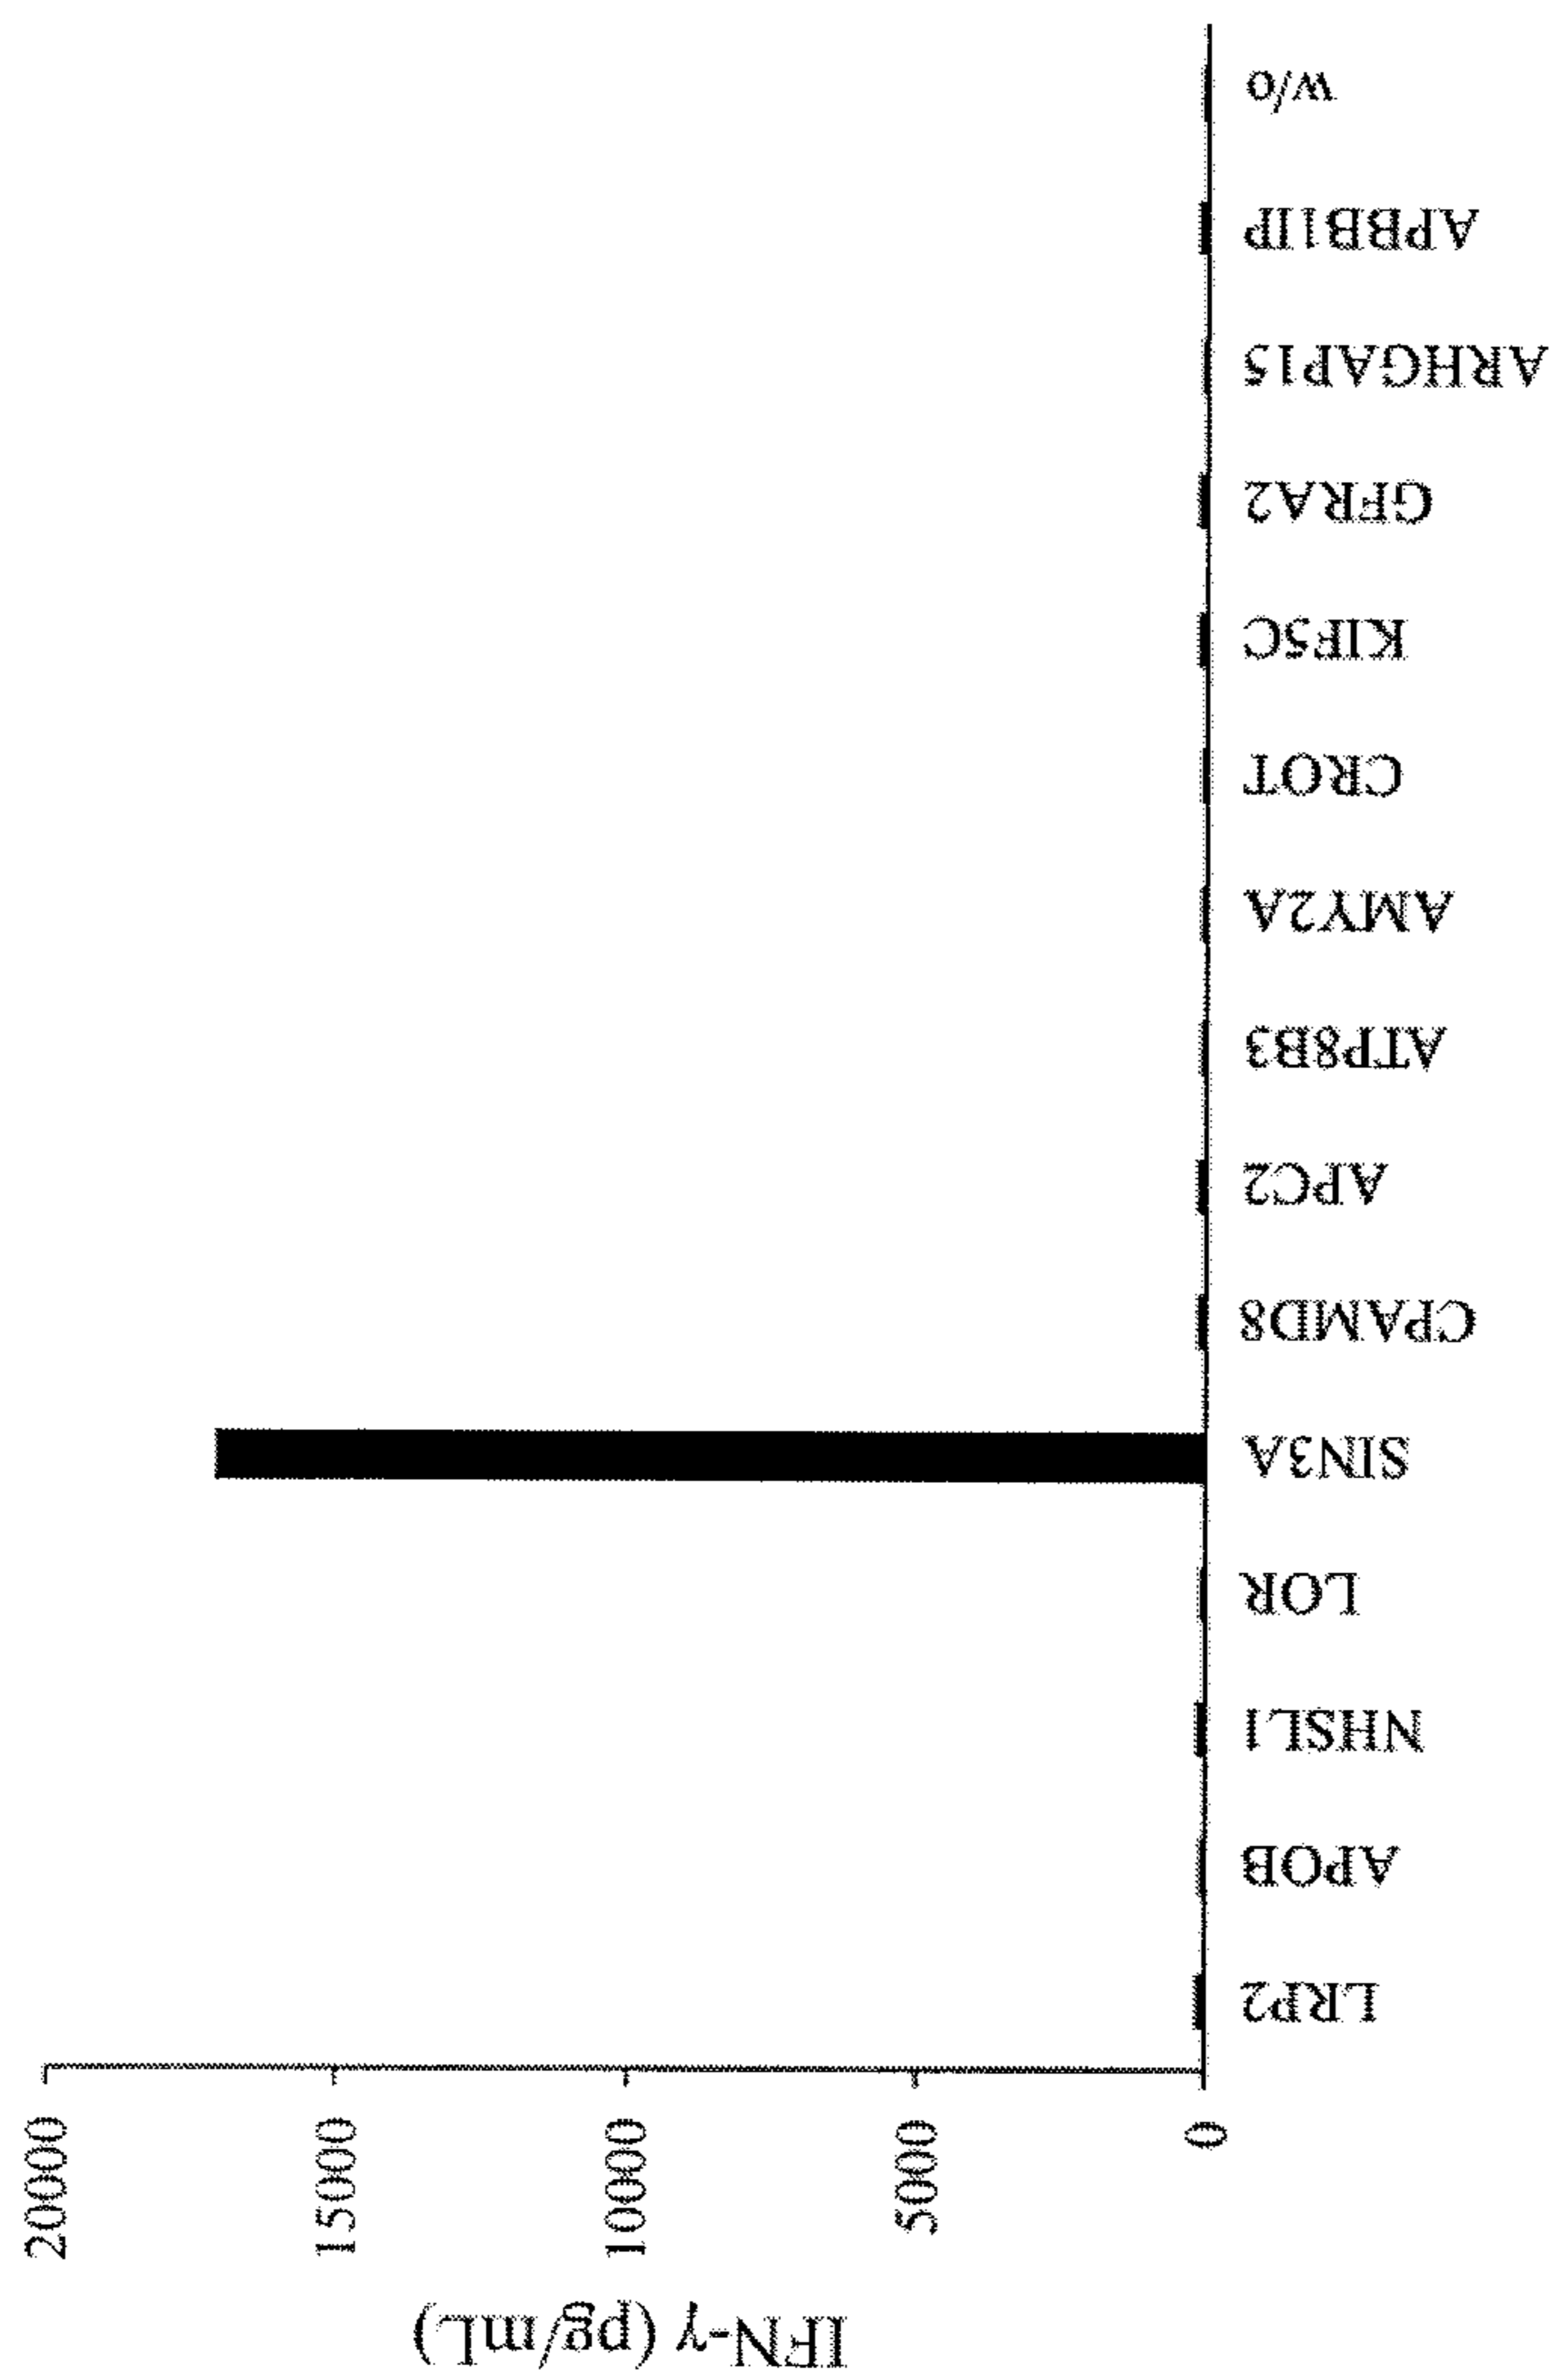 IFN-γ (pg/mL)
20000
15000
10000
5000
0
LRP2
APOB
NHSL1
LOR
SIN3A
CPAMD8
APC2
ATP8B3
AMY2A
CROT
KIF5C
GFRA2
ARHGAP15
APBB1IP
w/o